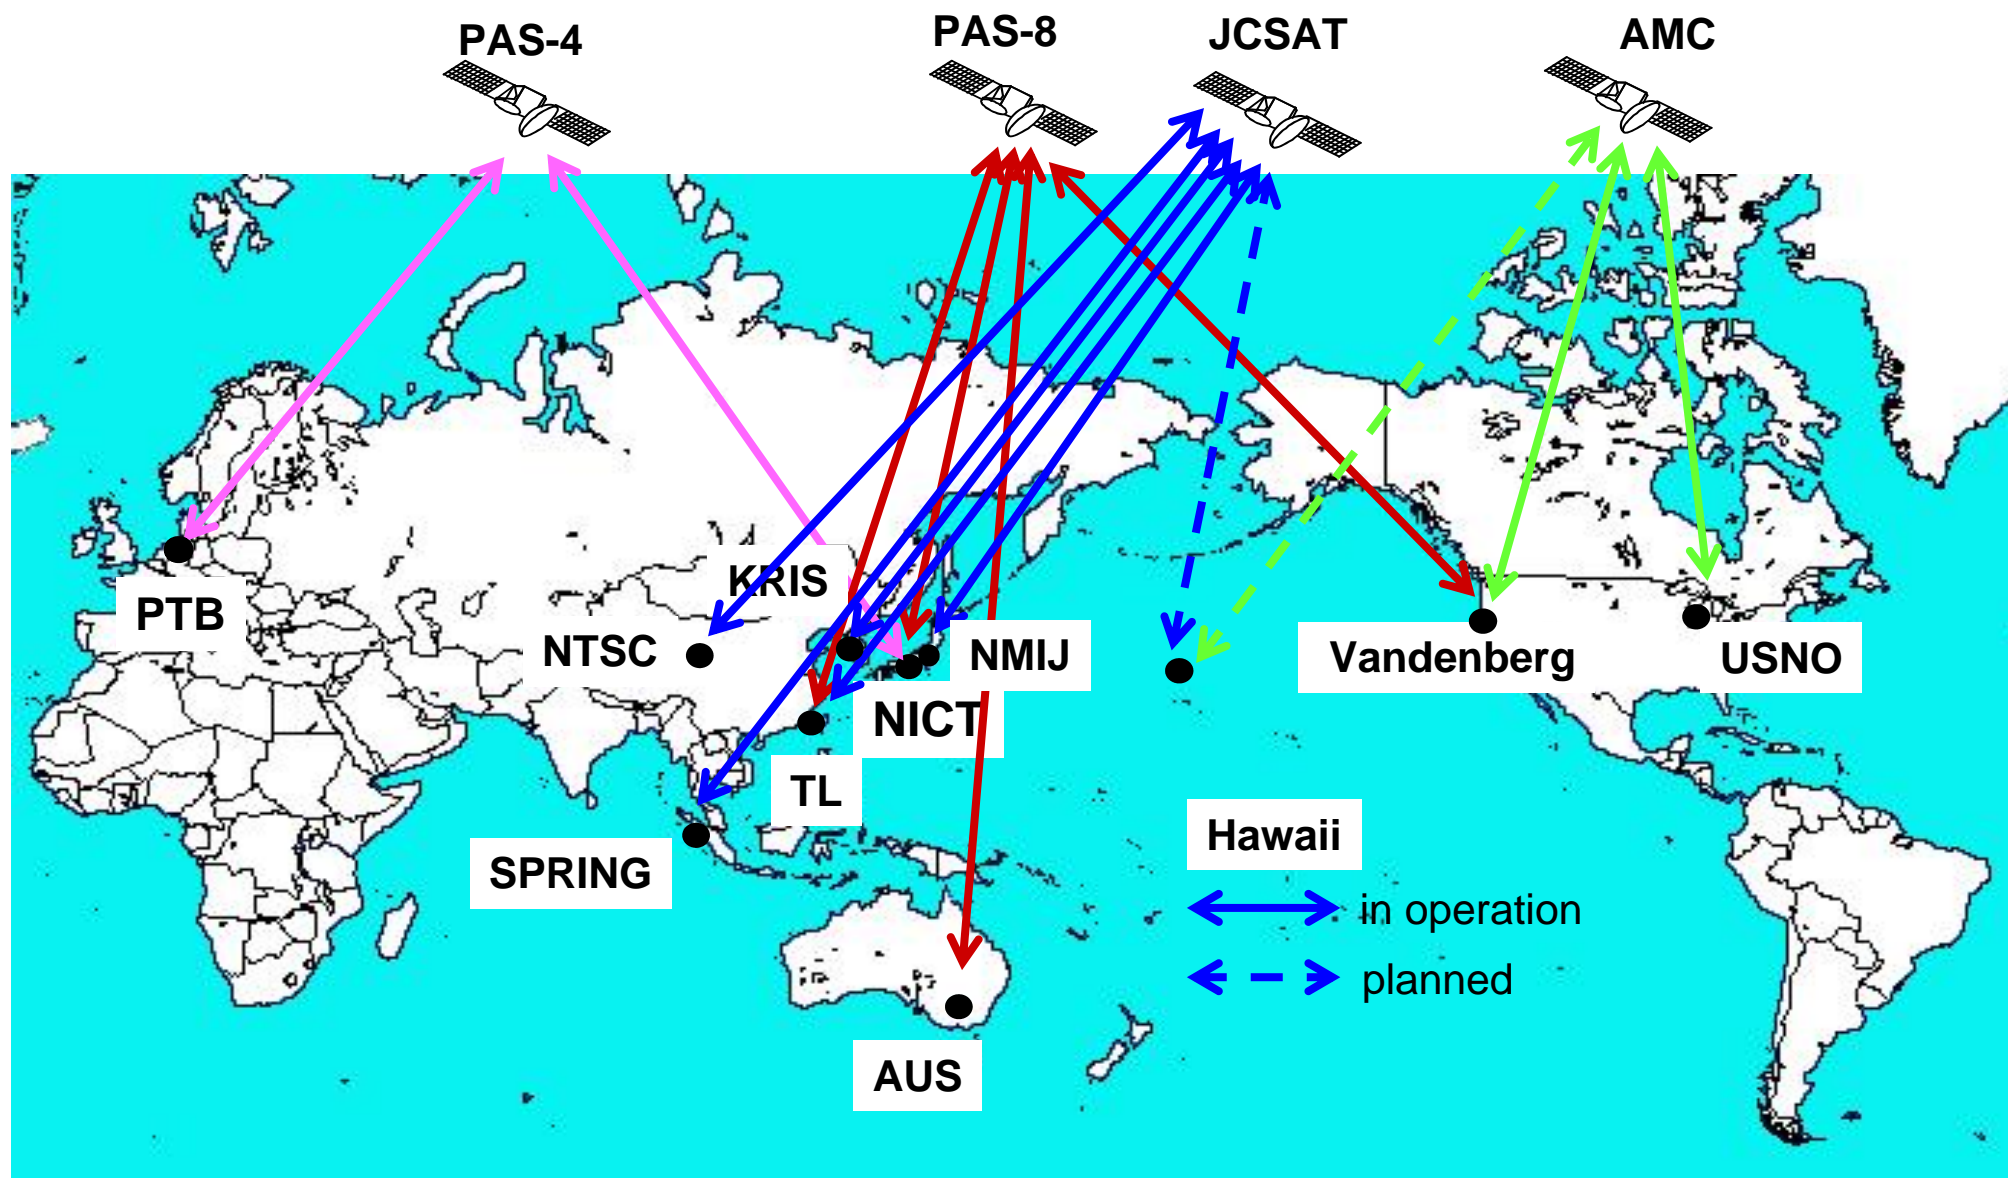 PAS-4
PAS-8
JCSAT
AMC
KRIS
PTB
NTSC
NMIJ
Vandenberg
USNO
NICT
TL
Hawaii
SPRING
in operation
planned
AUS